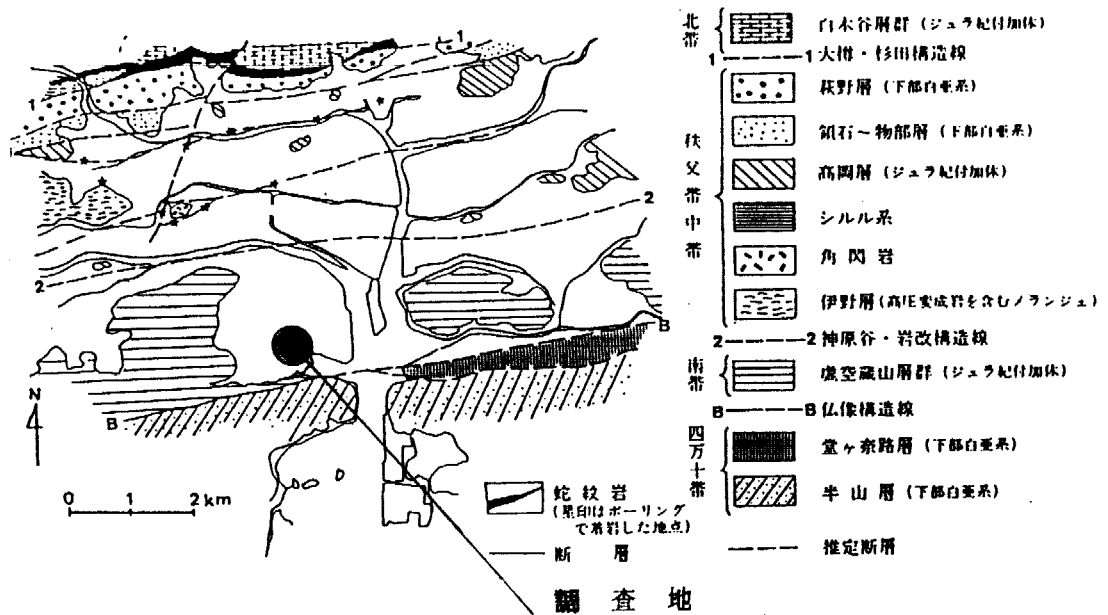 北帯
白木谷層群 (ジュラ紀付加体)
1 1 大樽・杉田構造線
秩父帯中帯
萩野層 (下部白亜系)
領石~物部層 (下部白亜系)
高岡層 (ジュラ紀付加体)
シルル系
角閃岩
伊野層 (高圧変成岩を含むメランジュ)
2 2 神原谷・岩改構造線
南帯
虚空蔵山層群 (ジュラ紀付加体)
B B 仏像構造線
四万十帯
堂ヶ奈路層 (下部白亜系)
半山層 (下部白亜系)
推定断層
1
1
2
2
B
B
N
0 1 2 km
蛇紋岩
(星印はボーリング
で着岩した地点)
断層
調査地